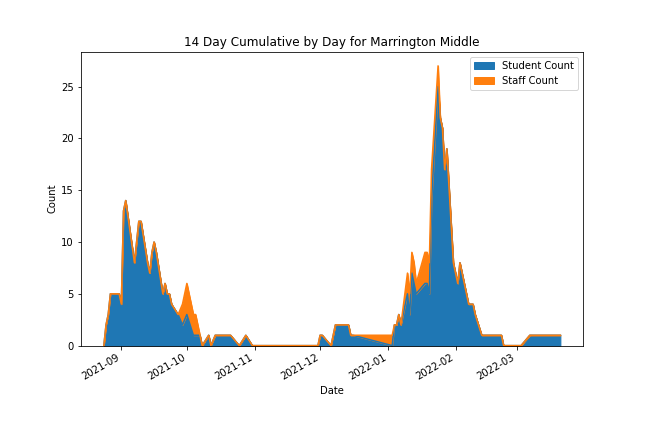 14 Day Cumulative by Day for Marrington Middle
Student Count
Staff Count
25
20
15
10
5
0
Count
2021-09
2021-10
2021-11
2021-12
2022-01
2022-02
2022-03
Date